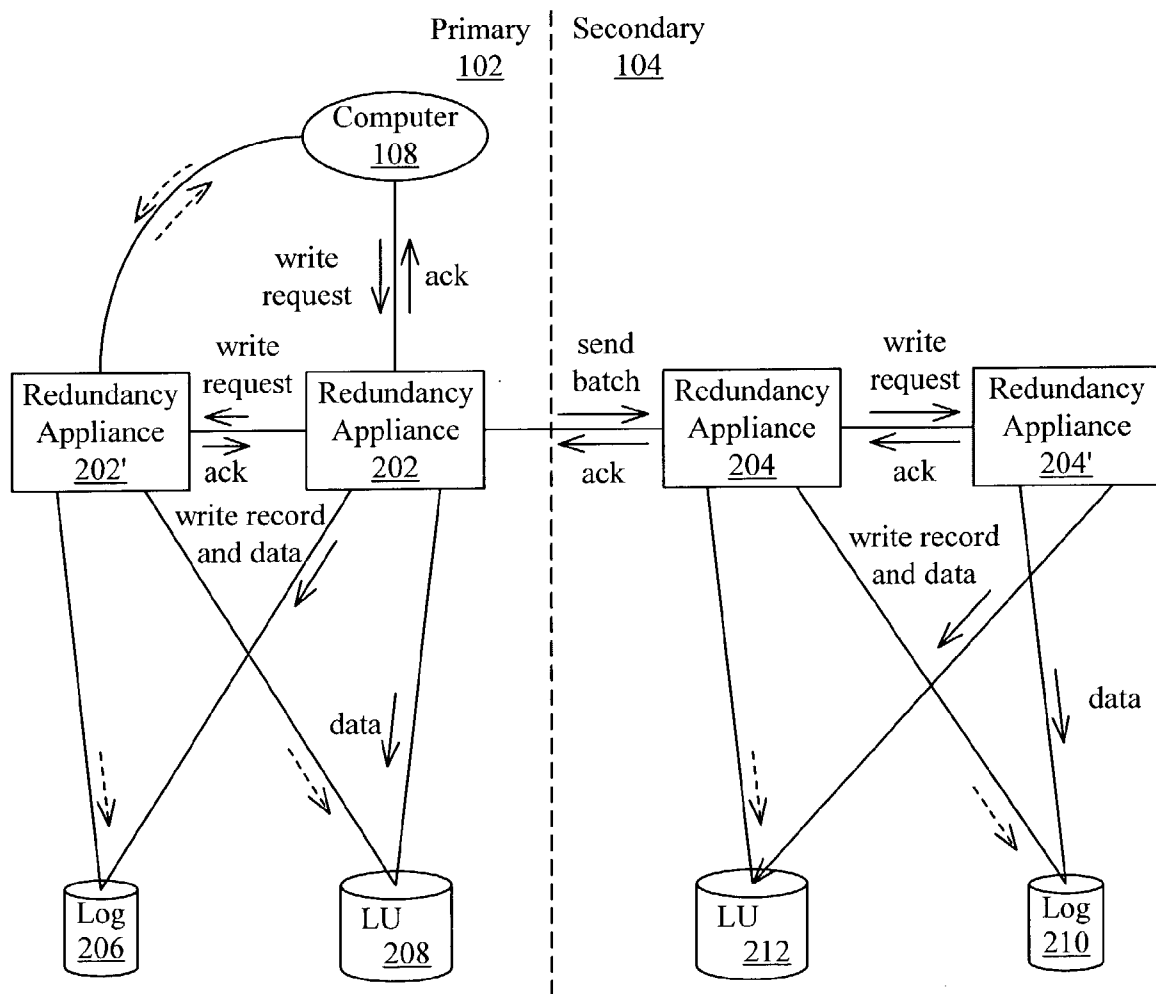 Primary
102
Secondary
104
Computer
108
write
request
ack
write
request
ack
Redundancy
Appliance
202'
Redundancy
Appliance
202
send
batch
ack
Redundancy
Appliance
204
write
request
ack
Redundancy
Appliance
204'
write record
and data
data
write record
and data
data
Log
206
LU
208
LU
212
Log
210